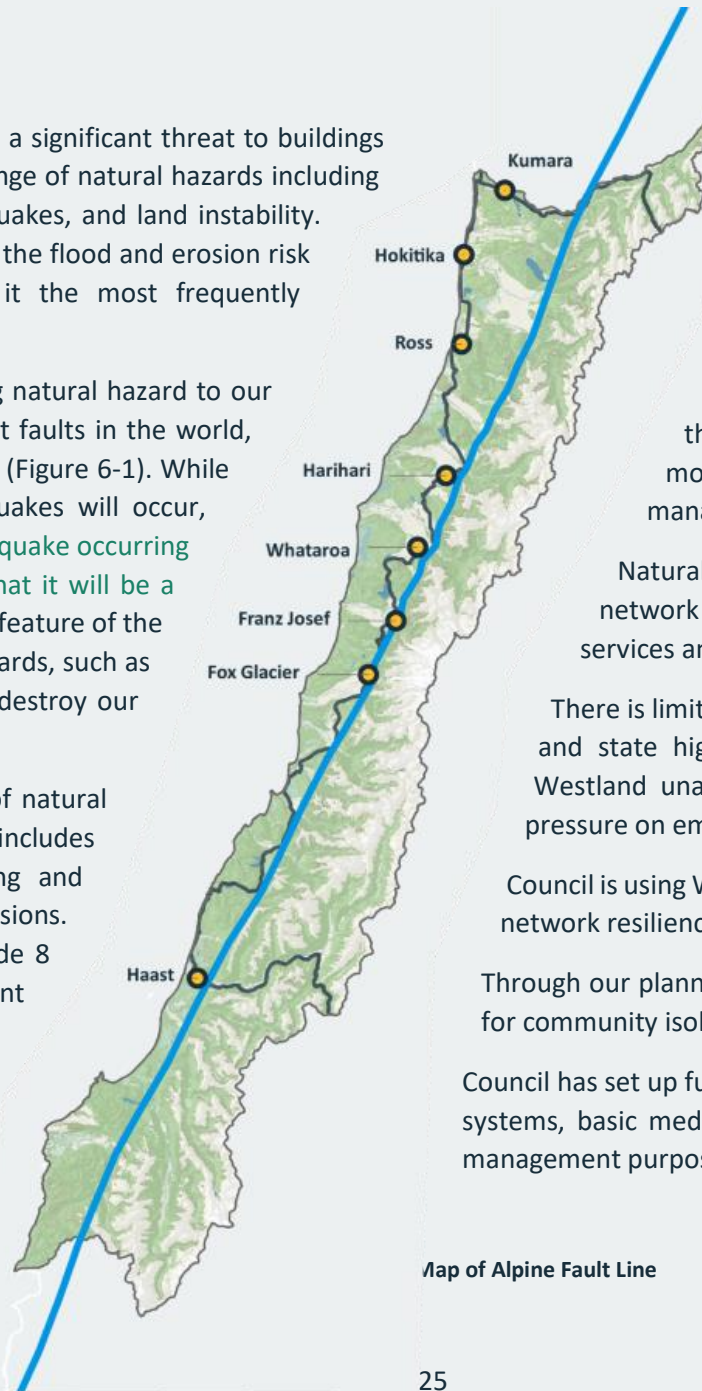 a significant threat to buildings
nge of natural hazards including
uakes, and land instability.
the flood and erosion risk
it the most frequently
g natural hazard to our
t faults in the world,
(Figure 6-1). While
quakes will occur,
quake occurring
hat it will be a
feature of the
ards, such as
destroy our
of natural
includes
ng and
sions.
de 8
nt
Kumara
Hokitika
Ross
Harihari
Whataroa
Franz Josef
Fox Glacier
Haast
th
mo
mana
Natural
network
services an
There is limit
and state hig
Westland una
pressure on em
Council is using W
network resilienc
Through our plann
for community isol
Council has set up fu
systems, basic med
management purpos
Map of Alpine Fault Line
25